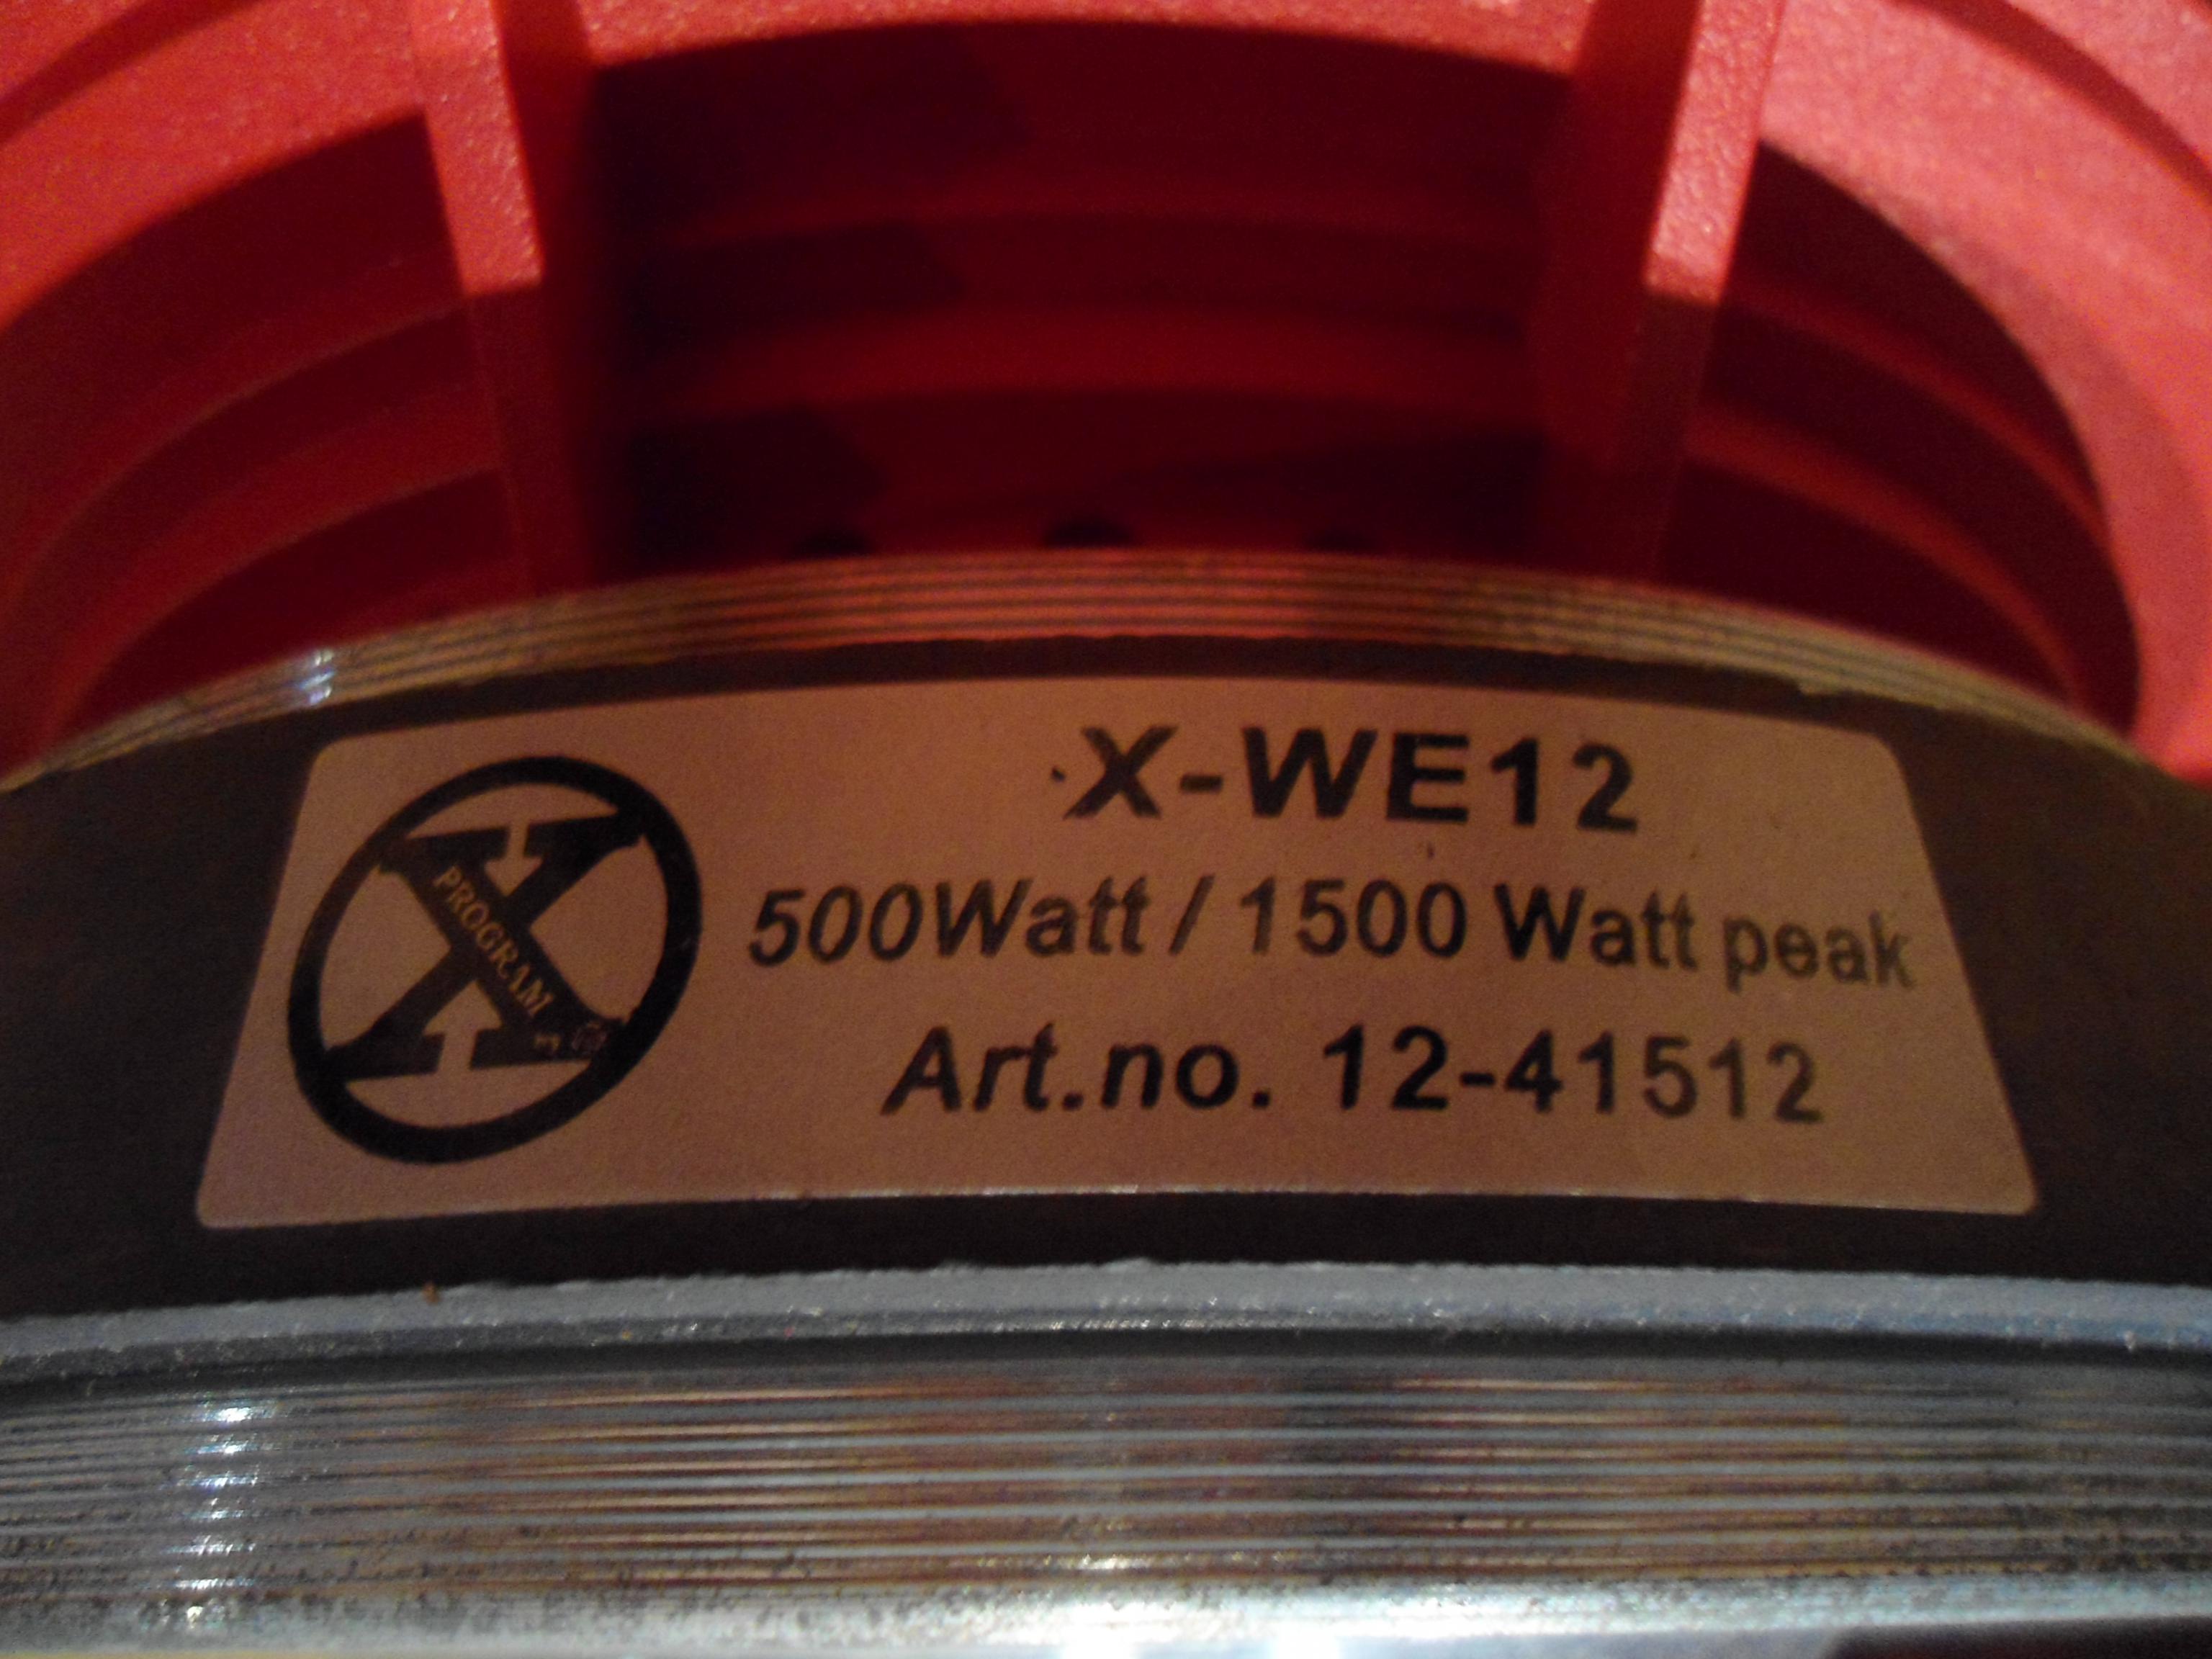 X-WE12
500Watt / 1500 Watt peak
Art.no. 12-41512
X
PROGRAM